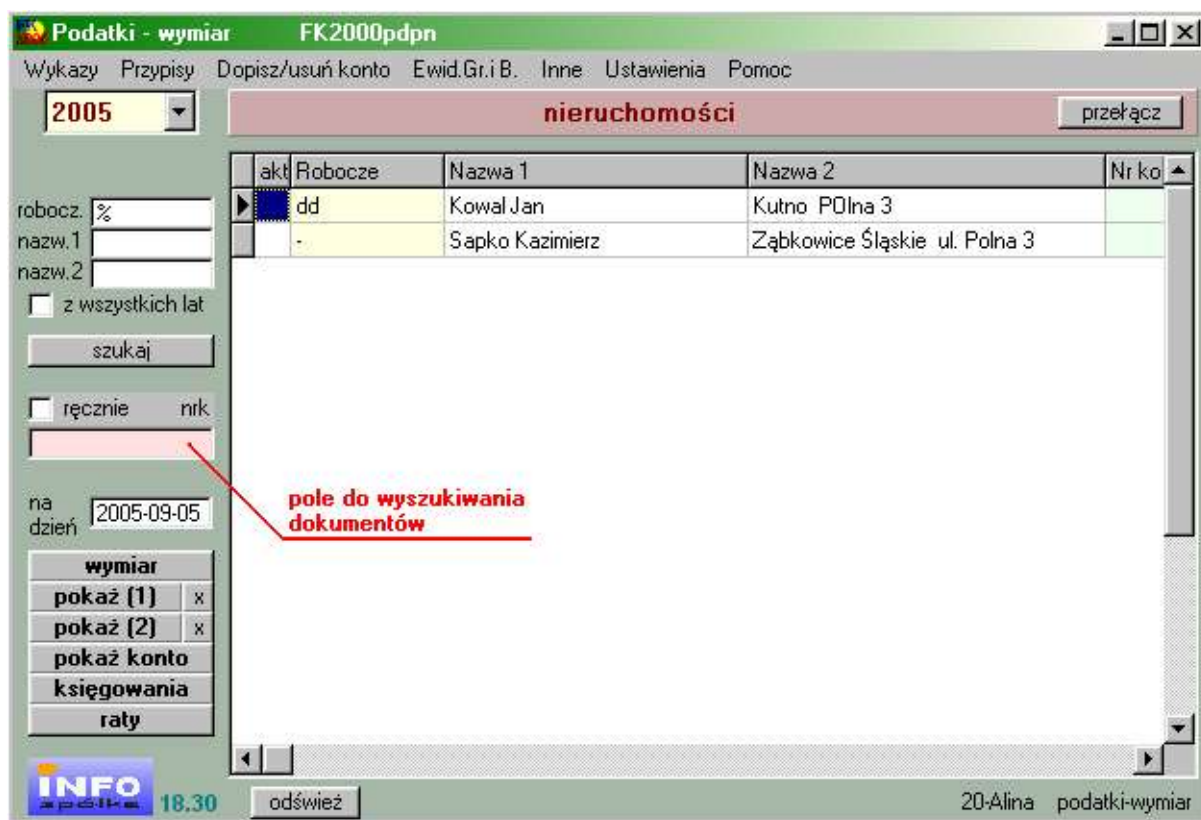 Podatki - wymiar FK2000pdpn
Wykazy Przypisy Dopisz/usuń konto Ewid.Gr.i B. Inne Ustawienia Pomoc
2005 nieruchomości przełącz
akt Robocze Nazwa 1 Nazwa 2 Nr ko
dd Kowal Jan Kutno POlna 3
- Sapko Kazimierz Ząbkowice Śląskie ul. Polna 3
robocz. %
nazw.1
nazw.2
z wszystkich lat
szukaj
ręcznie nrk
pole do wyszukiwania
dokumentów
na
dzień 2005-09-05
wymiar
pokaż (1) x
pokaż (2) x
pokaż konto
księgowania
raty
INFO
spółka 18.30 odśwież 20-Alina podatki-wymiar